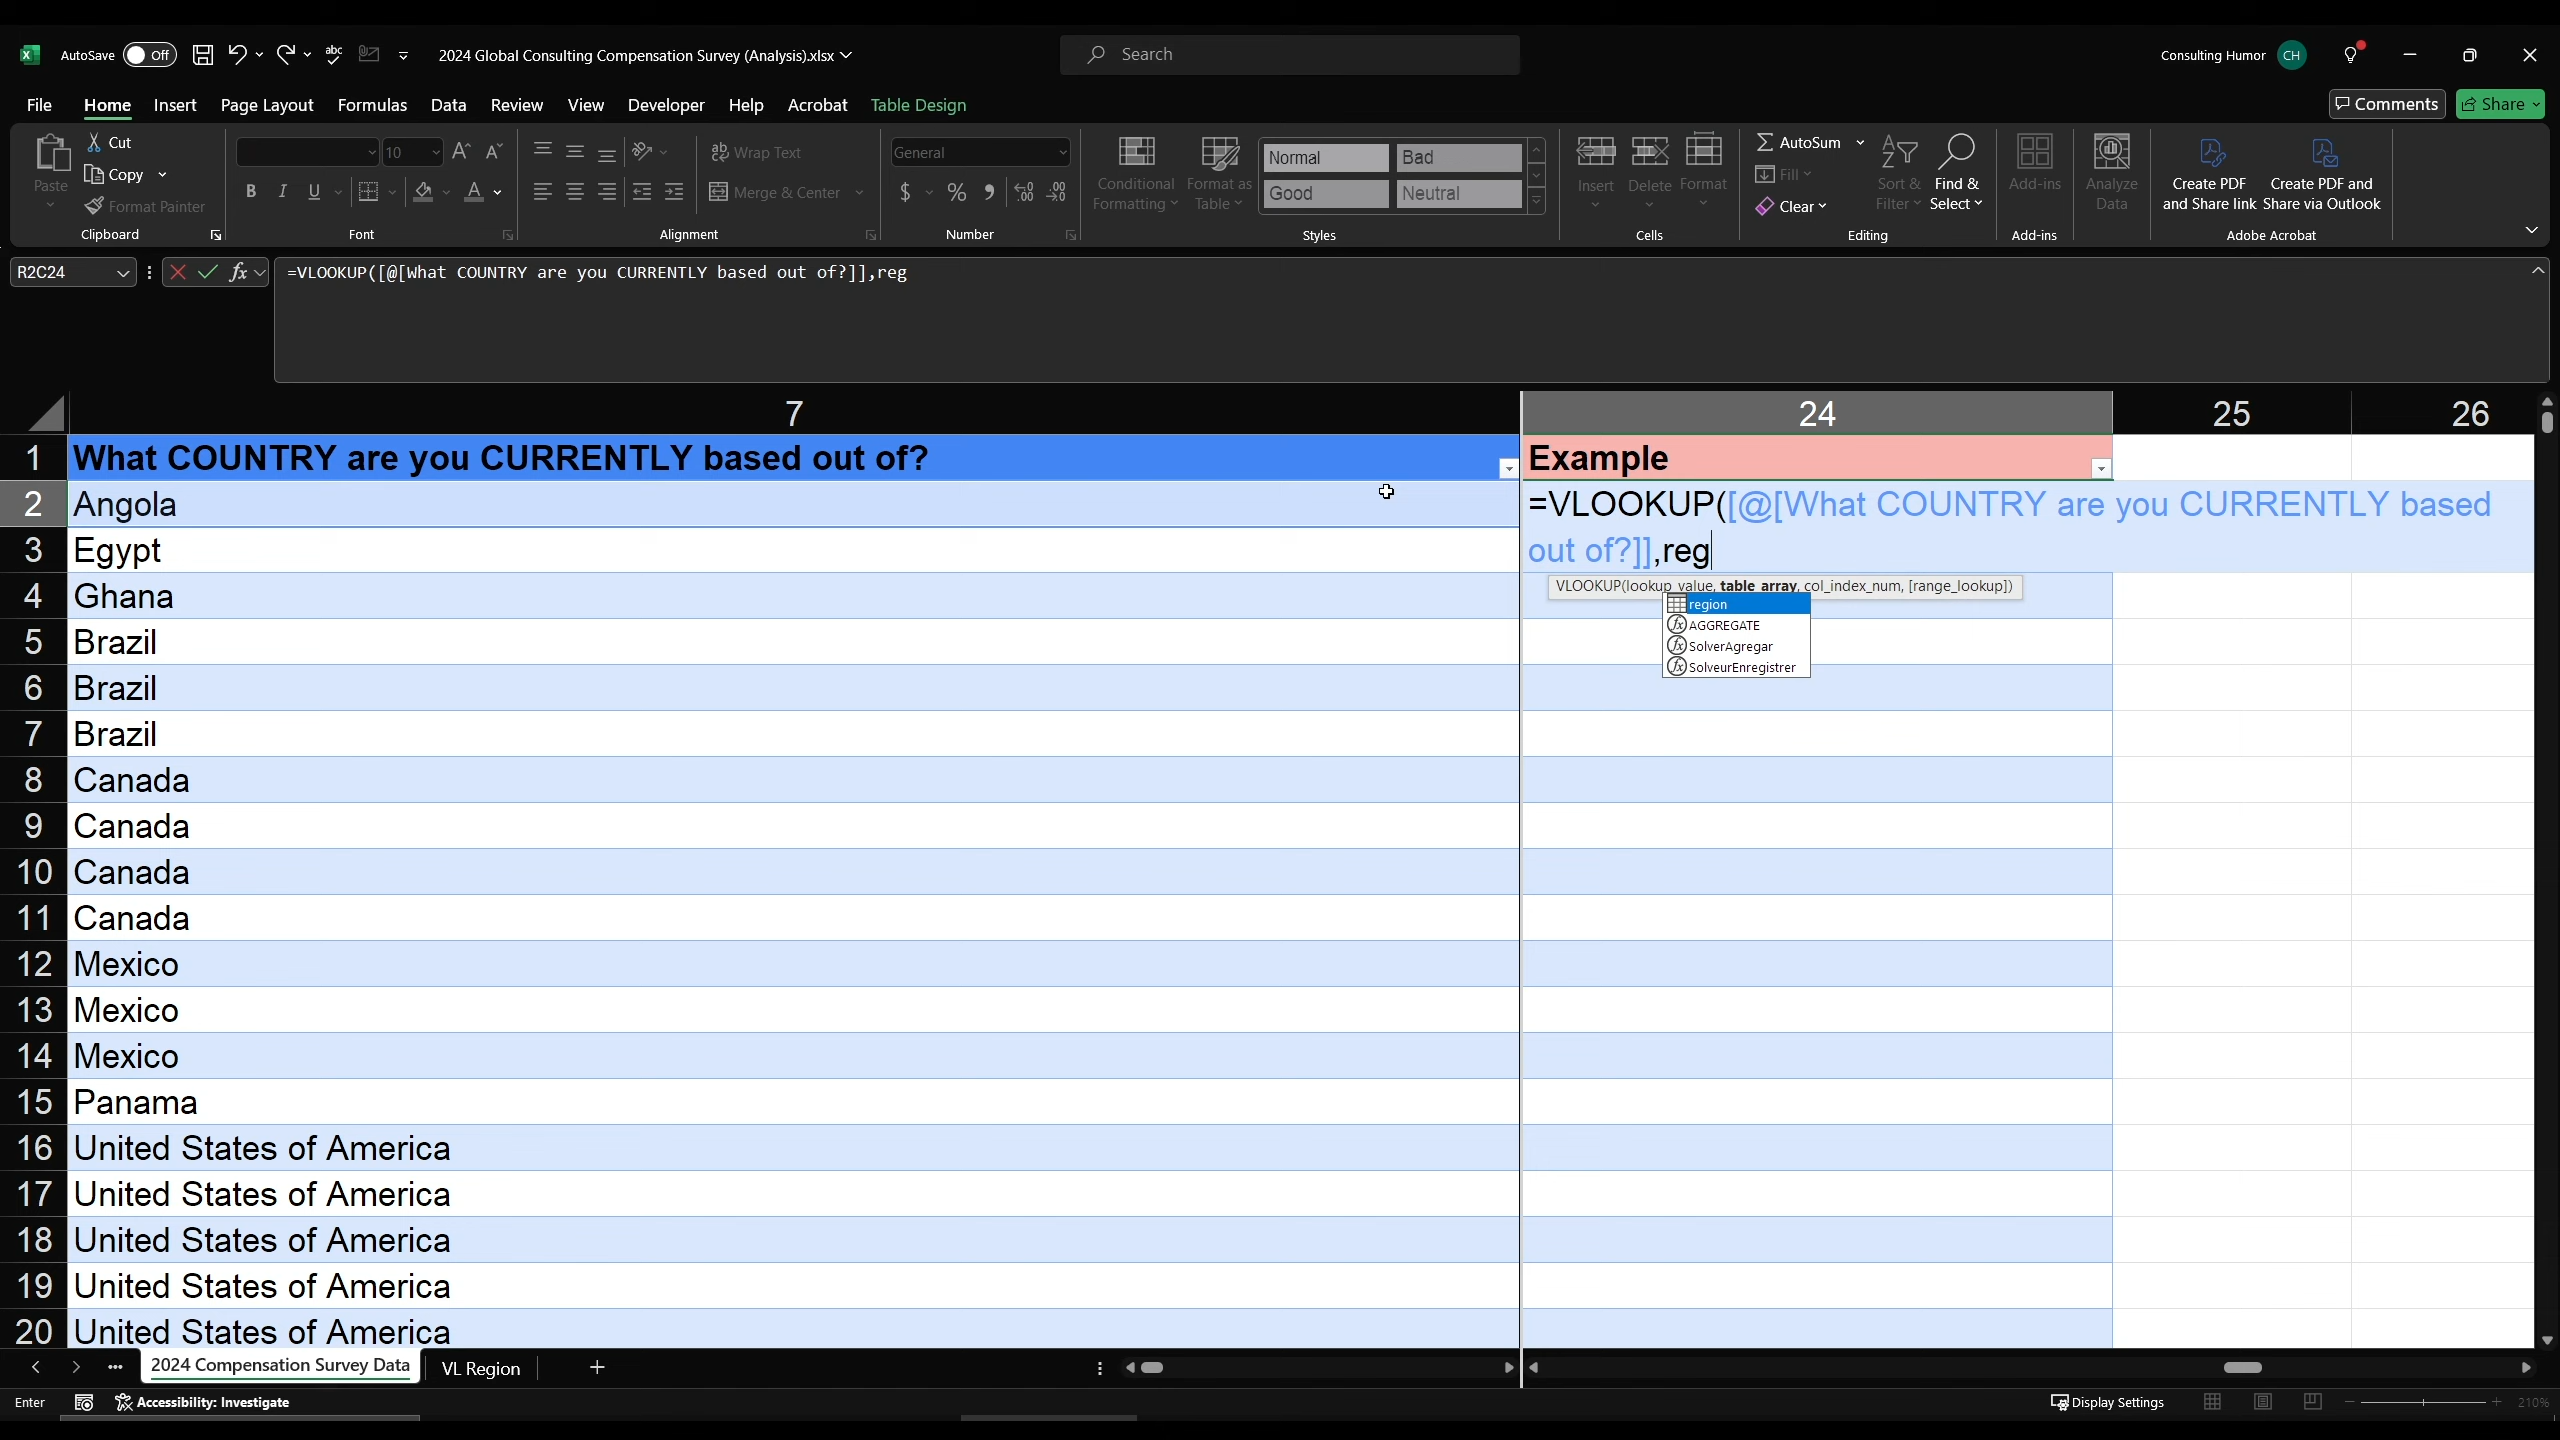 AutoSave Off abc 2024 Global Consulting Compensation Survey (Analysis).xlsx Search Consulting Humor CH
File Home Insert Page Layout Formulas Data Review View Developer Help Acrobat Table Design Comments Share
Paste Cut Copy Format Painter Clipboard
10 B I U A Font
ab Wrap Text Merge & Center Alignment
General $ % Number
Conditional Formatting Format as Table Normal Bad Good Neutral Styles
Insert Delete Format Cells
AutoSum Fill Clear Sort & Filter Find & Select Editing
Add-ins Add-ins
Analyze Data
Create PDF and Share link Create PDF and Share via Outlook Adobe Acrobat
R2C24 fx =VLOOKUP([@[What COUNTRY are you CURRENTLY based out of?]],reg
7 24 25 26
1 What COUNTRY are you CURRENTLY based out of? Example
2 Angola =VLOOKUP([@[What COUNTRY are you CURRENTLY based
3 Egypt out of?]],reg
VLOOKUP(lookup_value, table_array, col_index_num, [range_lookup])
4 Ghana region
AGGREGATE
5 Brazil SolverAgregar
SolveurEnregistrer
6 Brazil
7 Brazil
8 Canada
9 Canada
10 Canada
11 Canada
12 Mexico
13 Mexico
14 Mexico
15 Panama
16 United States of America
17 United States of America
18 United States of America
19 United States of America
20 United States of America
2024 Compensation Survey Data VL Region
Enter Accessibility: Investigate Display Settings 210%